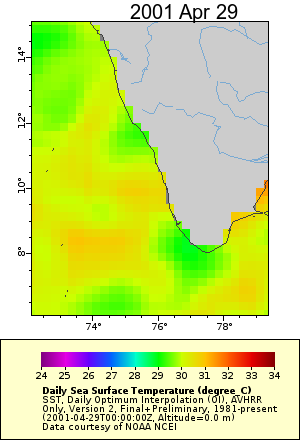 2001 Apr 29
14°
12°
10°
8°
74° 76° 78°
24 25 26 27 28 29 30 31 32 33 34
Daily Sea Surface Temperature (degree_C)
SST, Daily Optimum Interpolation (OI), AVHRR
Only, Version 2, Final+Preliminary, 1981-present
(2001-04-29T00:00:00Z, Altitude=0.0 m)
Data courtesy of NOAA NCEI